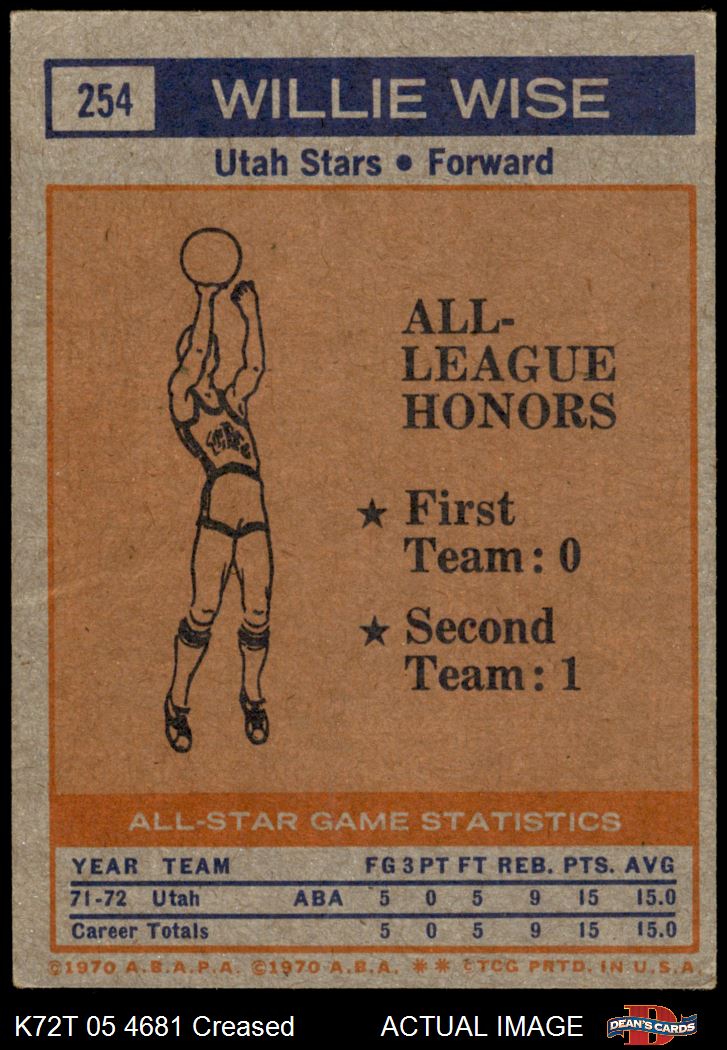 254 WILLIE WISE
Utah Stars • Forward
ALL-
LEAGUE
HONORS
★ First
Team: 0
★ Second
Team: 1
ALL-STAR GAME STATISTICS
YEAR TEAM FG 3PT FT REB. PTS. AVG
71-72 Utah ABA 5 0 5 9 15 15.0
Career Totals 5 0 5 9 15 15.0
©1970 A.B.A.P.A. ©1970 A.B.A. ** ©TCG PRTD. IN U.S.A.
K72T 05 4681 Creased ACTUAL IMAGE DEAN'S CARDS